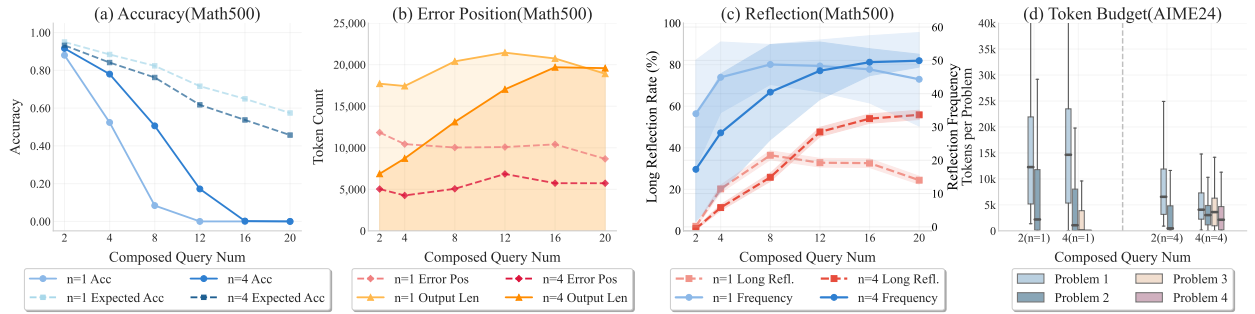 (a) Accuracy(Math500)
1.00
0.80
0.60
0.40
0.20
0.00
Accuracy
2 4 8 12 16 20
Composed Query Num
n=1 Acc
n=4 Acc
n=1 Expected Acc
n=4 Expected Acc
(b) Error Position(Math500)
25,000
20,000
15,000
10,000
5,000
0
Token Count
2 4 8 12 16 20
Composed Query Num
n=1 Error Pos
n=4 Error Pos
n=1 Output Len
n=4 Output Len
(c) Reflection(Math500)
100
80
60
40
20
0
Long Reflection Rate (%)
60
50
40
30
20
10
0
Reflection Frequency
2 4 8 12 16 20
Composed Query Num
n=1 Long Refl.
n=4 Long Refl.
n=1 Frequency
n=4 Frequency
(d) Token Budget(AIME24)
40k
35k
30k
25k
20k
15k
10k
5k
0
Tokens per Problem
2(n=1) 4(n=1) 2(n=4) 4(n=4)
Composed Query Num
Problem 1
Problem 3
Problem 2
Problem 4